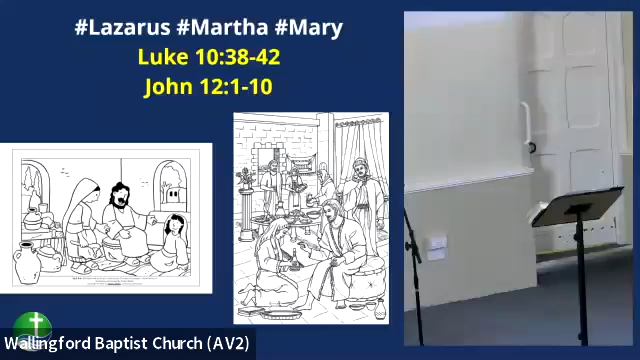 #Lazarus #Martha #Mary
Luke 10:38-42
John 12:1-10
Wallingford Baptist Church (AV2)